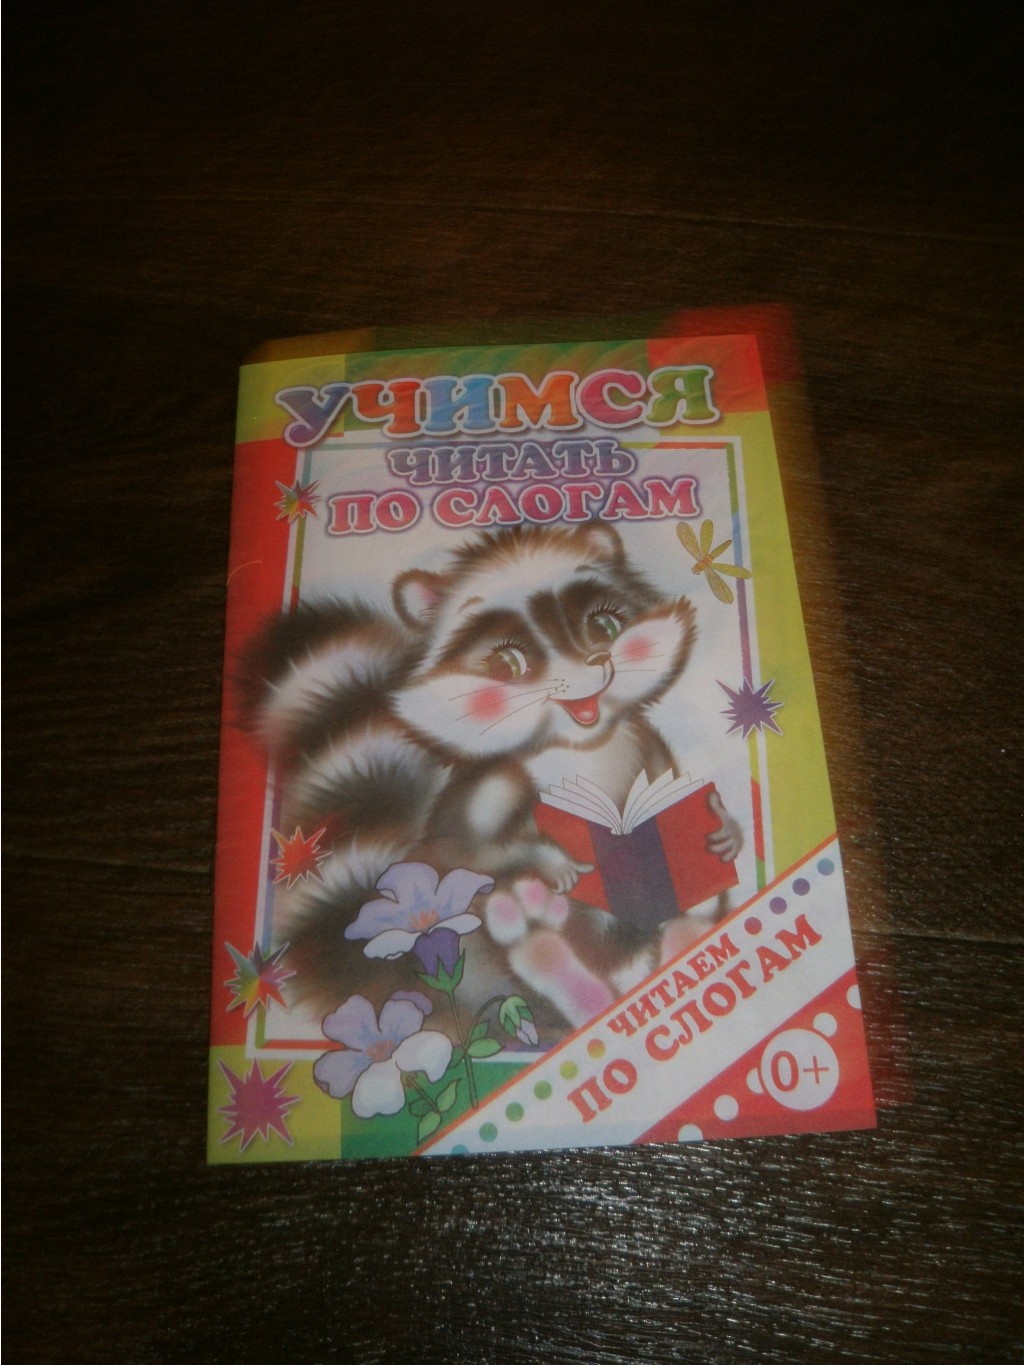 УЧИМСЯ
ЧИТАТЬ
ПО СЛОГАМ
ЧИТАЕМ
ПО СЛОГАМ
0+